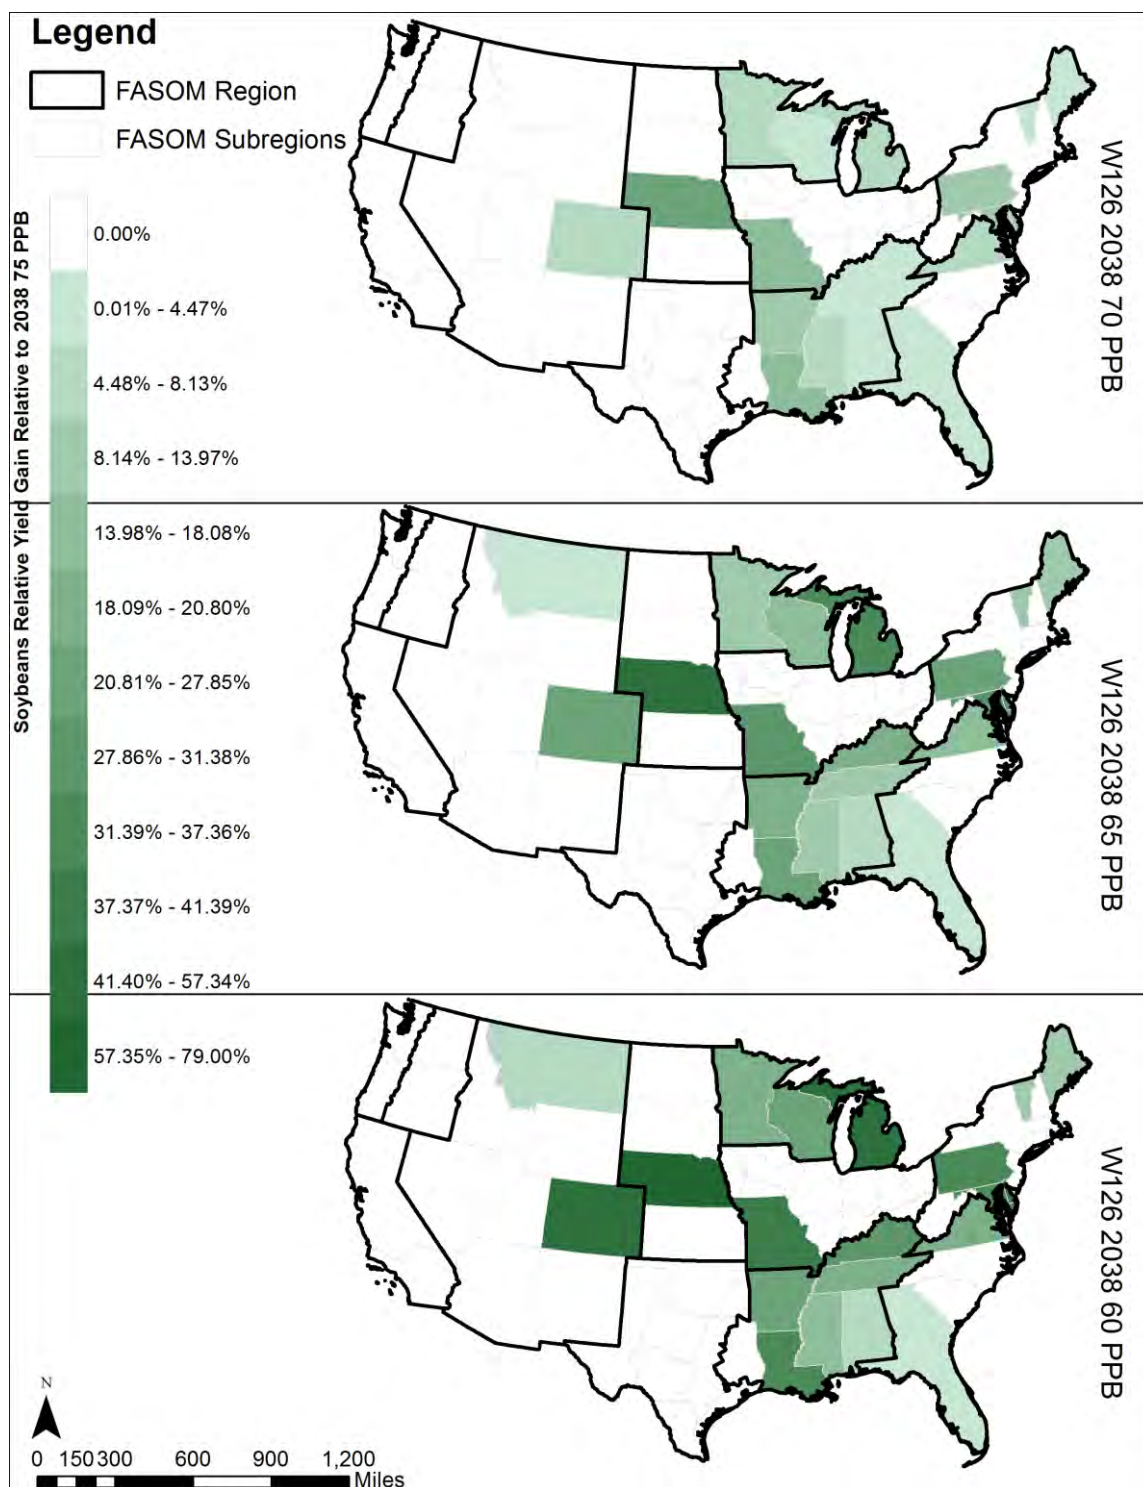 Legend
FASOM Region
FASOM Subregions
Soybeans Relative Yield Gain Relative to 2038 75 PPB
0.00%
0.01% - 4.47%
4.48% - 8.13%
8.14% - 13.97%
13.98% - 18.08%
18.09% - 20.80%
20.81% - 27.85%
27.86% - 31.38%
31.39% - 37.36%
37.37% - 41.39%
41.40% - 57.34%
57.35% - 79.00%
W126 2038 70 PPB
W126 2038 65 PPB
W126 2038 60 PPB
N
0 150 300 600 900 1,200
Miles